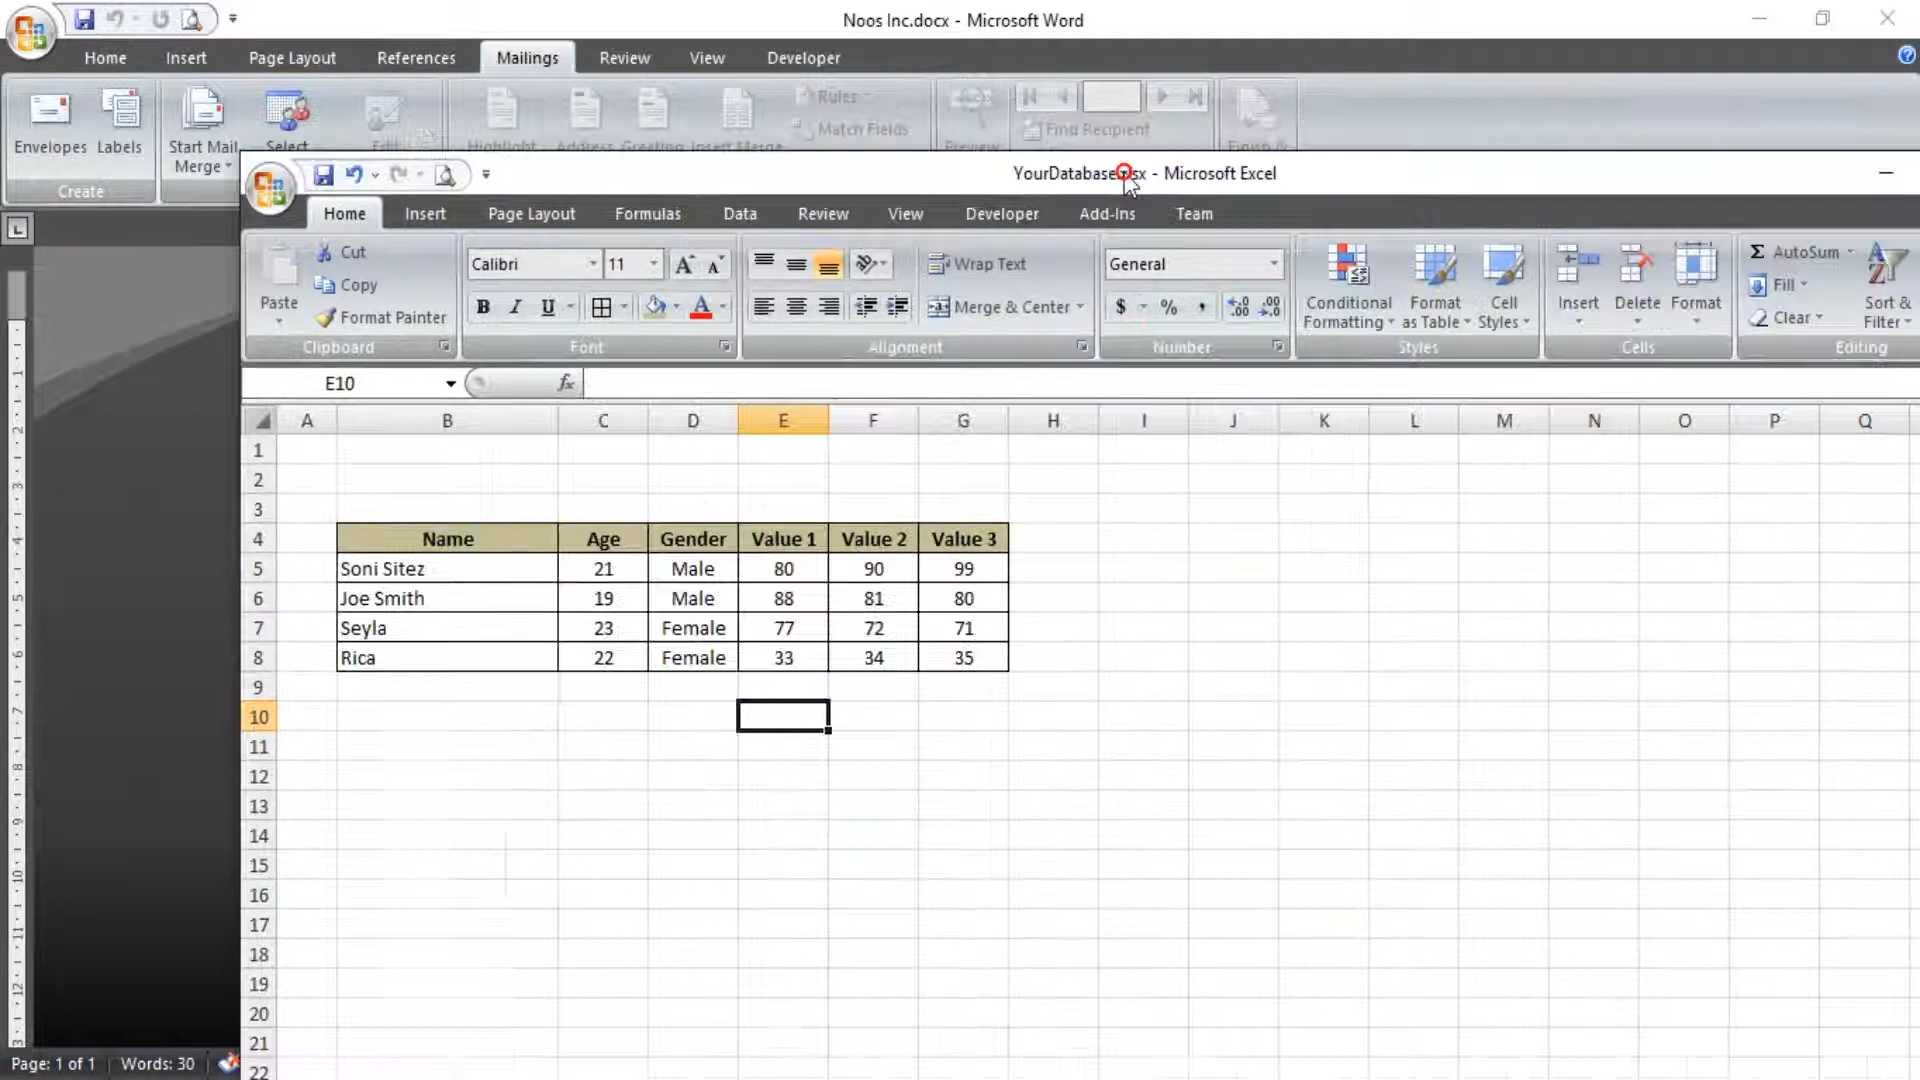 Noos Inc.docx - Microsoft Word
Home Insert Page Layout References Mailings Review View Developer
Envelopes Labels Start Mail Merge Select Edit Highlight Address Greeting Insert Merge Rules Match Fields Preview Find Recipient Finish &
Create
YourDatabase - Microsoft Excel
Home Insert Page Layout Formulas Data Review View Developer Add-Ins Team
Paste Cut Copy Format Painter
Calibri 11
B I U
Wrap Text
Merge & Center
General
$ % ,
Conditional Formatting Format as Table Cell Styles
Insert Delete Format
Σ AutoSum Fill Clear
Sort & Filter
Clipboard Font Alignment Number Styles Cells Editing
E10 fx
A B C D E F G H I J K L M N O P Q
1
2
3
4 Name Age Gender Value 1 Value 2 Value 3
5 Soni Sitez 21 Male 80 90 99
6 Joe Smith 19 Male 88 81 80
7 Seyla 23 Female 77 72 71
8 Rica 22 Female 33 34 35
9
10
11
12
13
14
15
16
17
18
19
20
21
22
Page: 1 of 1 Words: 30